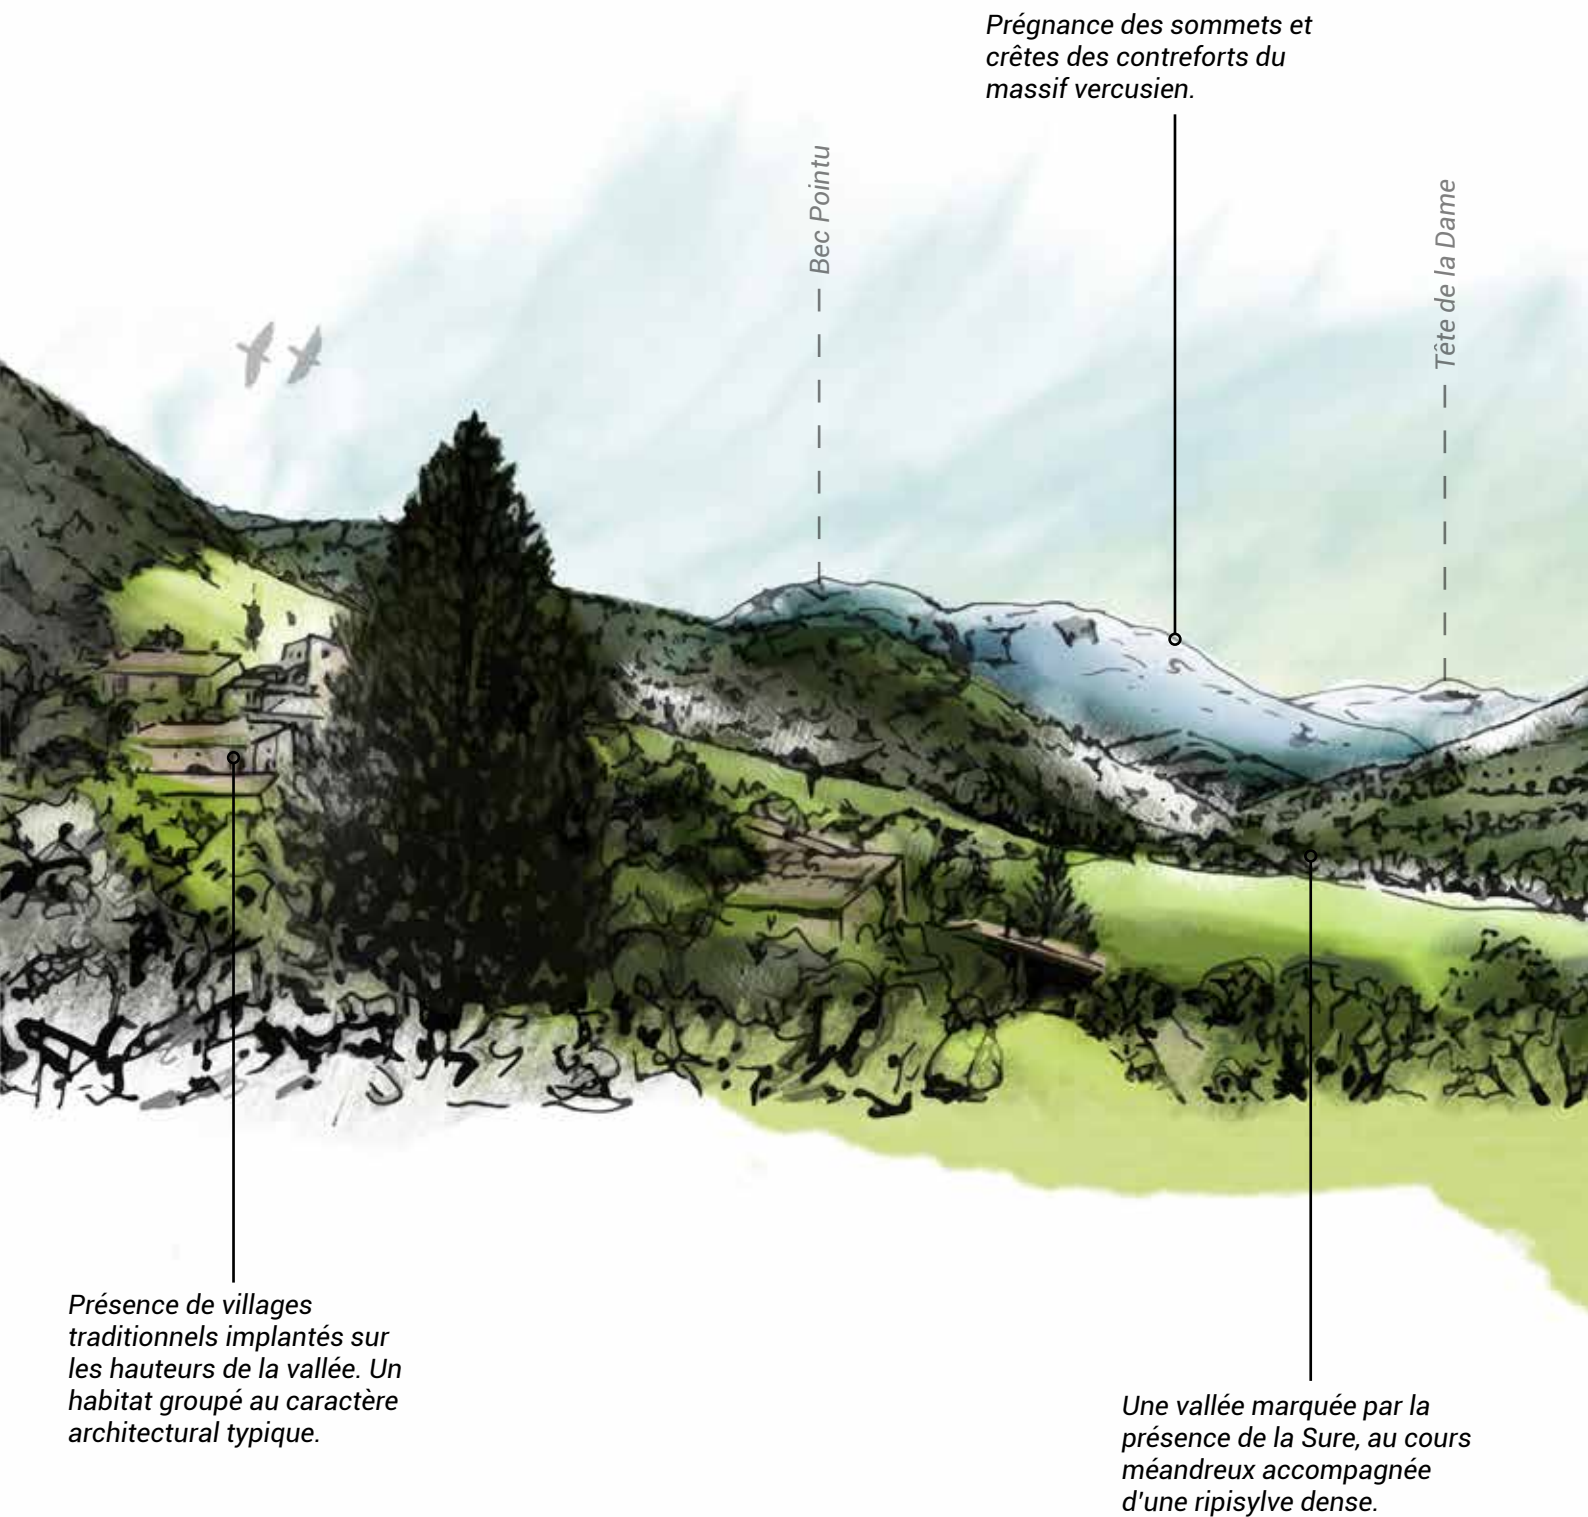 Prégnance des sommets et
crêtes des contreforts du
massif vercusien.
Bec Pointu
Tête de la Dame
Présence de villages
traditionnels implantés sur
les hauteurs de la vallée. Un
habitat groupé au caractère
architectural typique.
Une vallée marquée par la
présence de la Sure, au cours
méandreux accompagnée
d'une ripisylve dense.